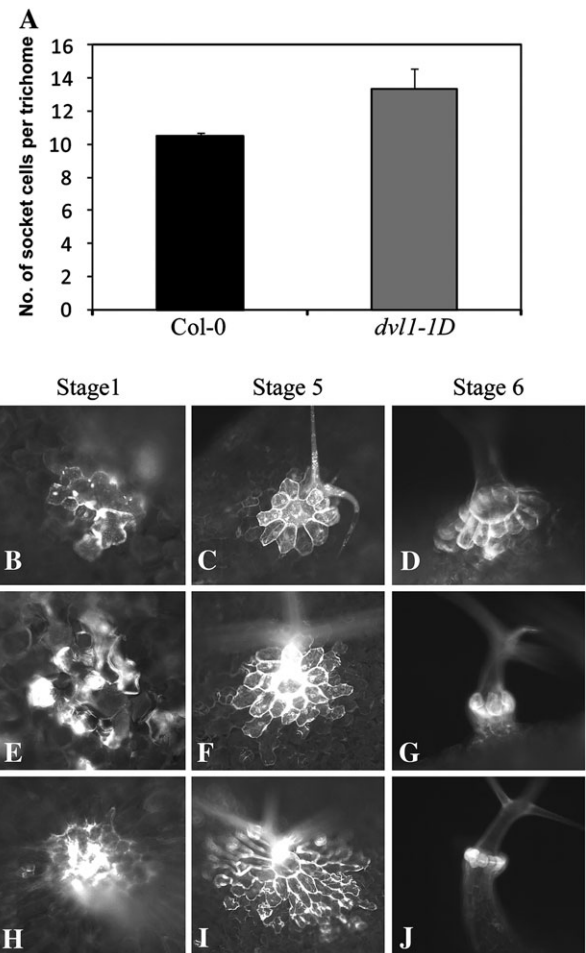 A
No. of socket cells per trichome
16
14
12
10
8
6
4
2
0
Col-0 dvl1-1D
Stage1 Stage 5 Stage 6
B C D
E F G
H I J